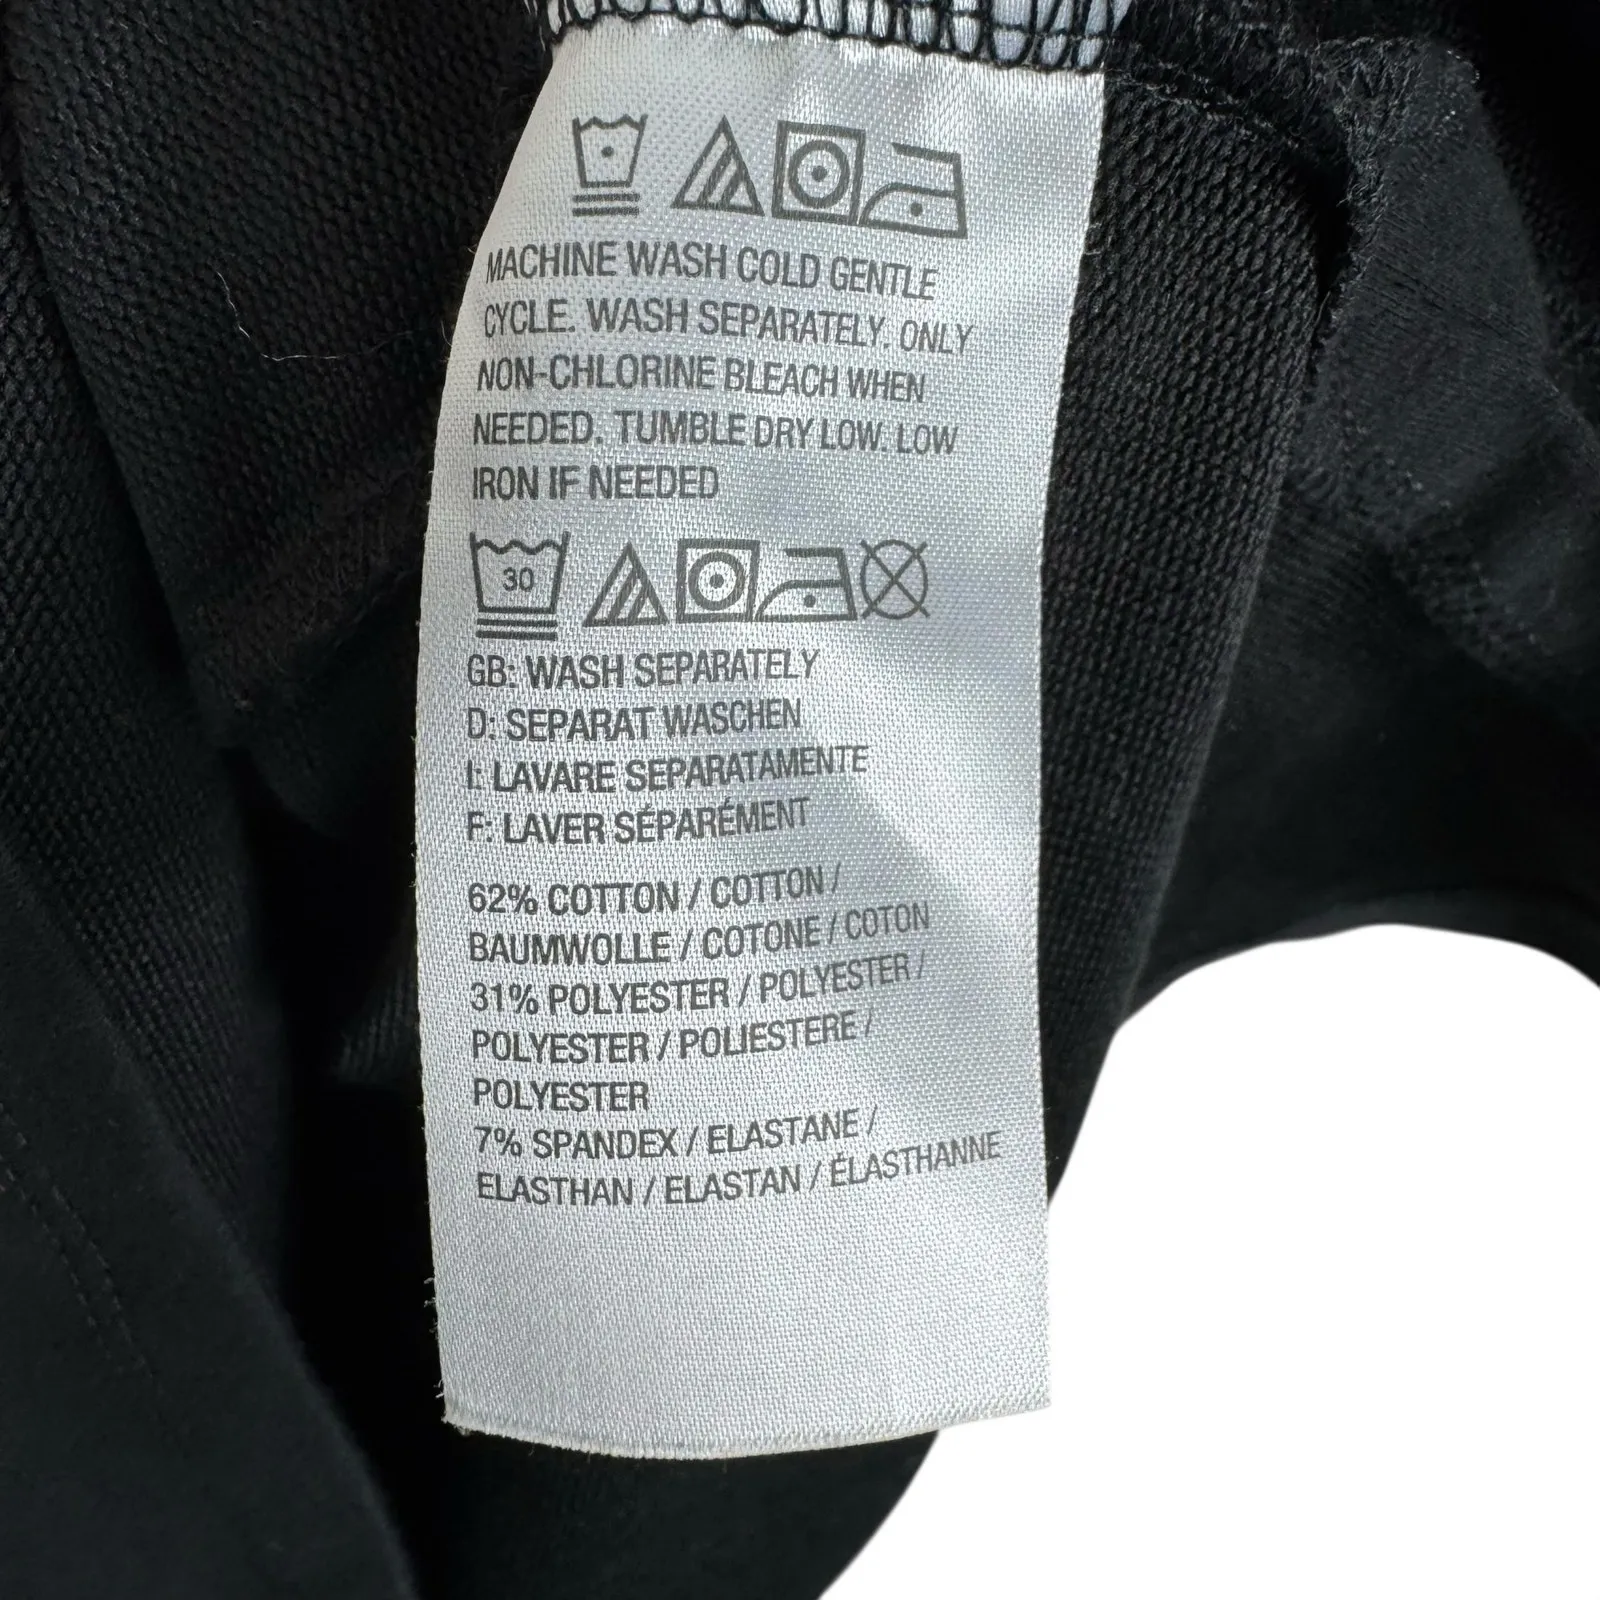 MACHINE WASH COLD GENTLE
CYCLE. WASH SEPARATELY. ONLY
NON-CHLORINE BLEACH WHEN
NEEDED. TUMBLE DRY LOW. LOW
IRON IF NEEDED
30
GB: WASH SEPARATELY
D: SEPARAT WASCHEN
I: LAVARE SEPARATAMENTE
F: LAVER SÉPARÉMENT
62% COTTON / COTTON /
BAUMWOLLE / COTONE / COTON
31% POLYESTER / POLYESTER /
POLYESTER / POLIESTERE /
POLYESTER
7% SPANDEX / ELASTANE /
ELASTHAN / ELASTAN / ÉLASTHANNE